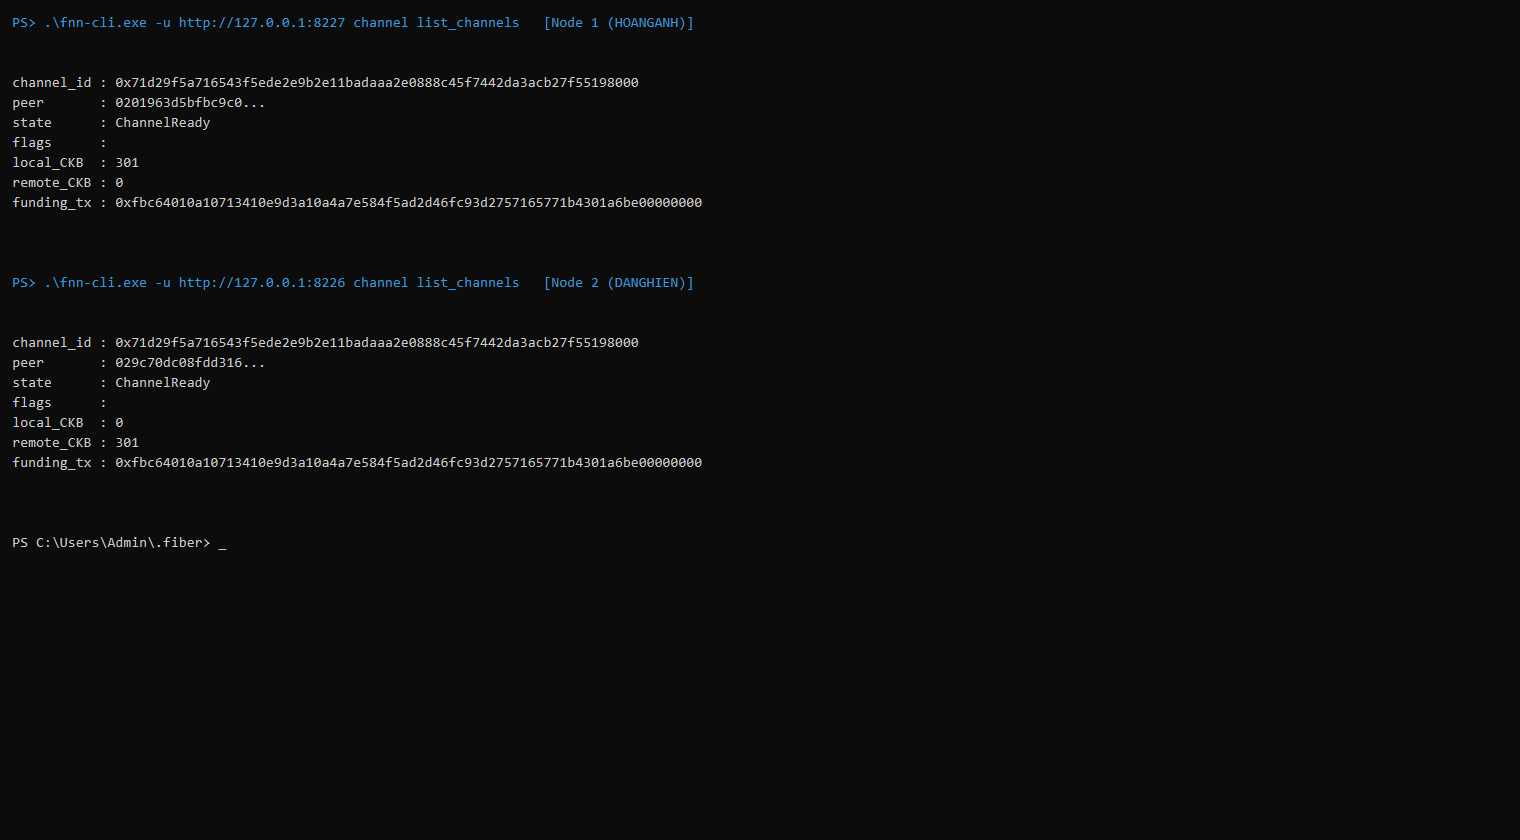 PS> .\fnn-cli.exe -u http://127.0.0.1:8227 channel list_channels   [Node 1 (HOANGANH)]
channel_id : 0x71d29f5a716543f5ede2e9b2e11badaaa2e0888c45f7442da3acb27f55198000
peer       : 0201963d5bfbc9c0...
state      : ChannelReady
flags      :
local_CKB  : 301
remote_CKB : 0
funding_tx : 0xfbc64010a10713410e9d3a10a4a7e584f5ad2d46fc93d2757165771b4301a6be00000000
PS> .\fnn-cli.exe -u http://127.0.0.1:8226 channel list_channels   [Node 2 (DANGHIEN)]
channel_id : 0x71d29f5a716543f5ede2e9b2e11badaaa2e0888c45f7442da3acb27f55198000
peer       : 029c70dc08fdd316...
state      : ChannelReady
flags      :
local_CKB  : 0
remote_CKB : 301
funding_tx : 0xfbc64010a10713410e9d3a10a4a7e584f5ad2d46fc93d2757165771b4301a6be00000000
PS C:\Users\Admin\.fiber> _